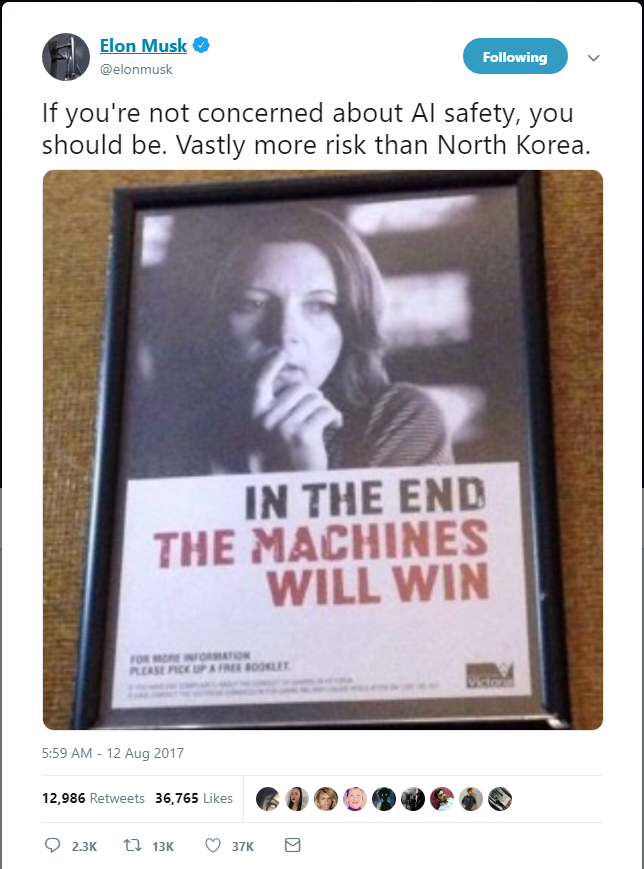 Elon Musk
@elonmusk
Following
If you're not concerned about AI safety, you
should be. Vastly more risk than North Korea.
IN THE END
THE MACHINES
WILL WIN
FOR MORE INFORMATION
PLEASE PICK UP A FREE BOOKLET.
Victoria
5:59 AM - 12 Aug 2017
12,986 Retweets 36,765 Likes
2.3K 13K 37K